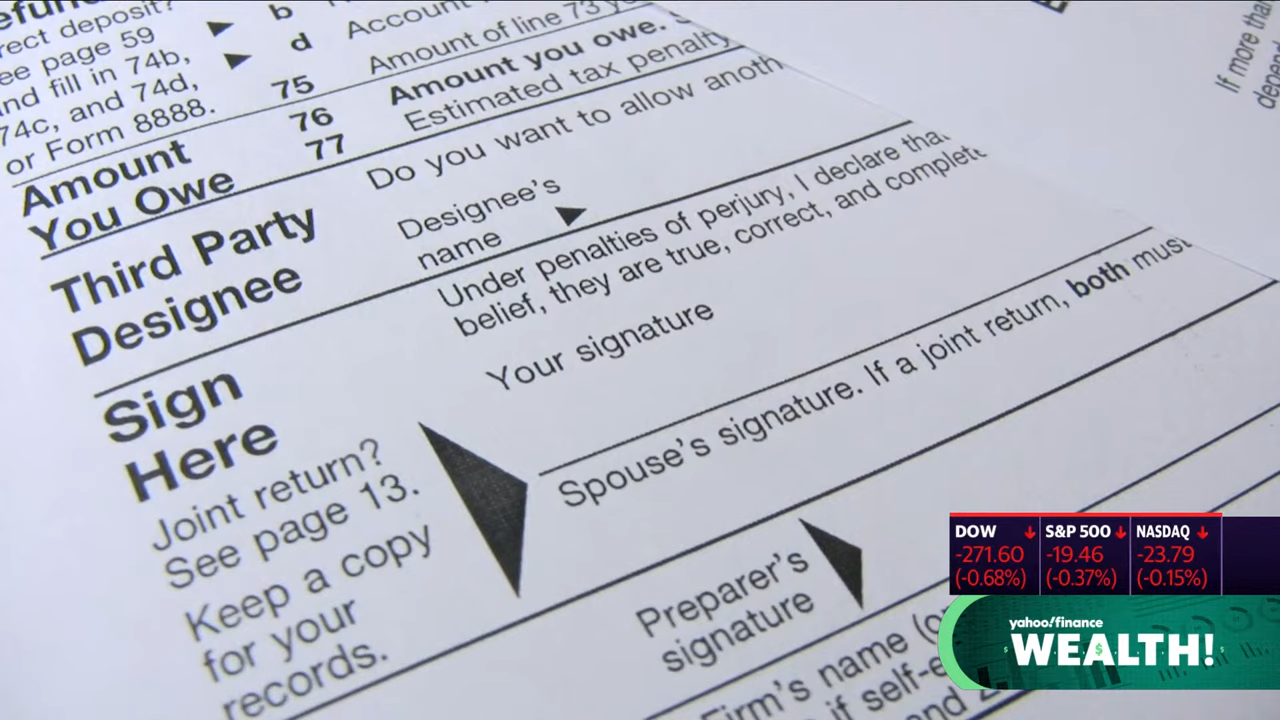 efund
rect deposit?
ee page 59
nd fill in 74b,
74c, and 74d,
or Form 8888.
b
d Account
75 Amount of line 73
76 Amount you owe.
77 Estimated tax penalty
Amount
You Owe
Third Party
Designee
Do you want to allow anoth
Designee's
name
Sign
Here
Joint return?
See page 13.
Keep a copy
for your
records.
Under penalties of perjury, I declare tha
belief, they are true, correct, and complete
Your signature
Spouse's signature. If a joint return, both must
Preparer's
signature
Firm's name (o
if self-e
and
If more tha
depen
DOW
-271.60
(-0.68%)
S&P 500
-19.46
(-0.37%)
NASDAQ
-23.79
(-0.15%)
yahoo!finance
WEALTH!